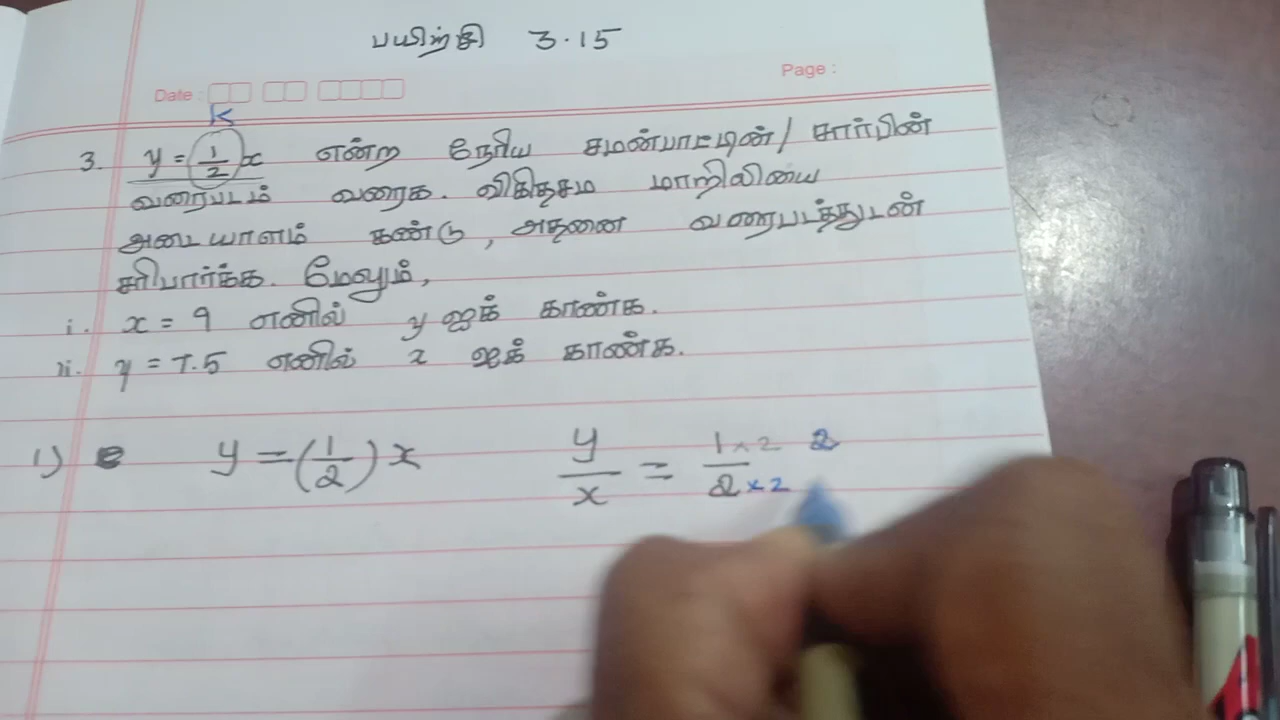 பயிற்சி 3.15
Date : Page :
K
3. y = (1/2) x என்ற நேரிய சமன்பாட்டின் / சார்பின்
வரைபடம் வரைக. விகிதசம மாறிலியை
அடையாளம் கண்டு, அதனை வரைபடத்துடன்
சரிபார்க்க. மேலும்,
i. x = 9 எனில் y ஐக் காண்க.
ii. y = 7.5 எனில் x ஐக் காண்க.
1) y = (1/2) x y/x = 1×2/2×2 2